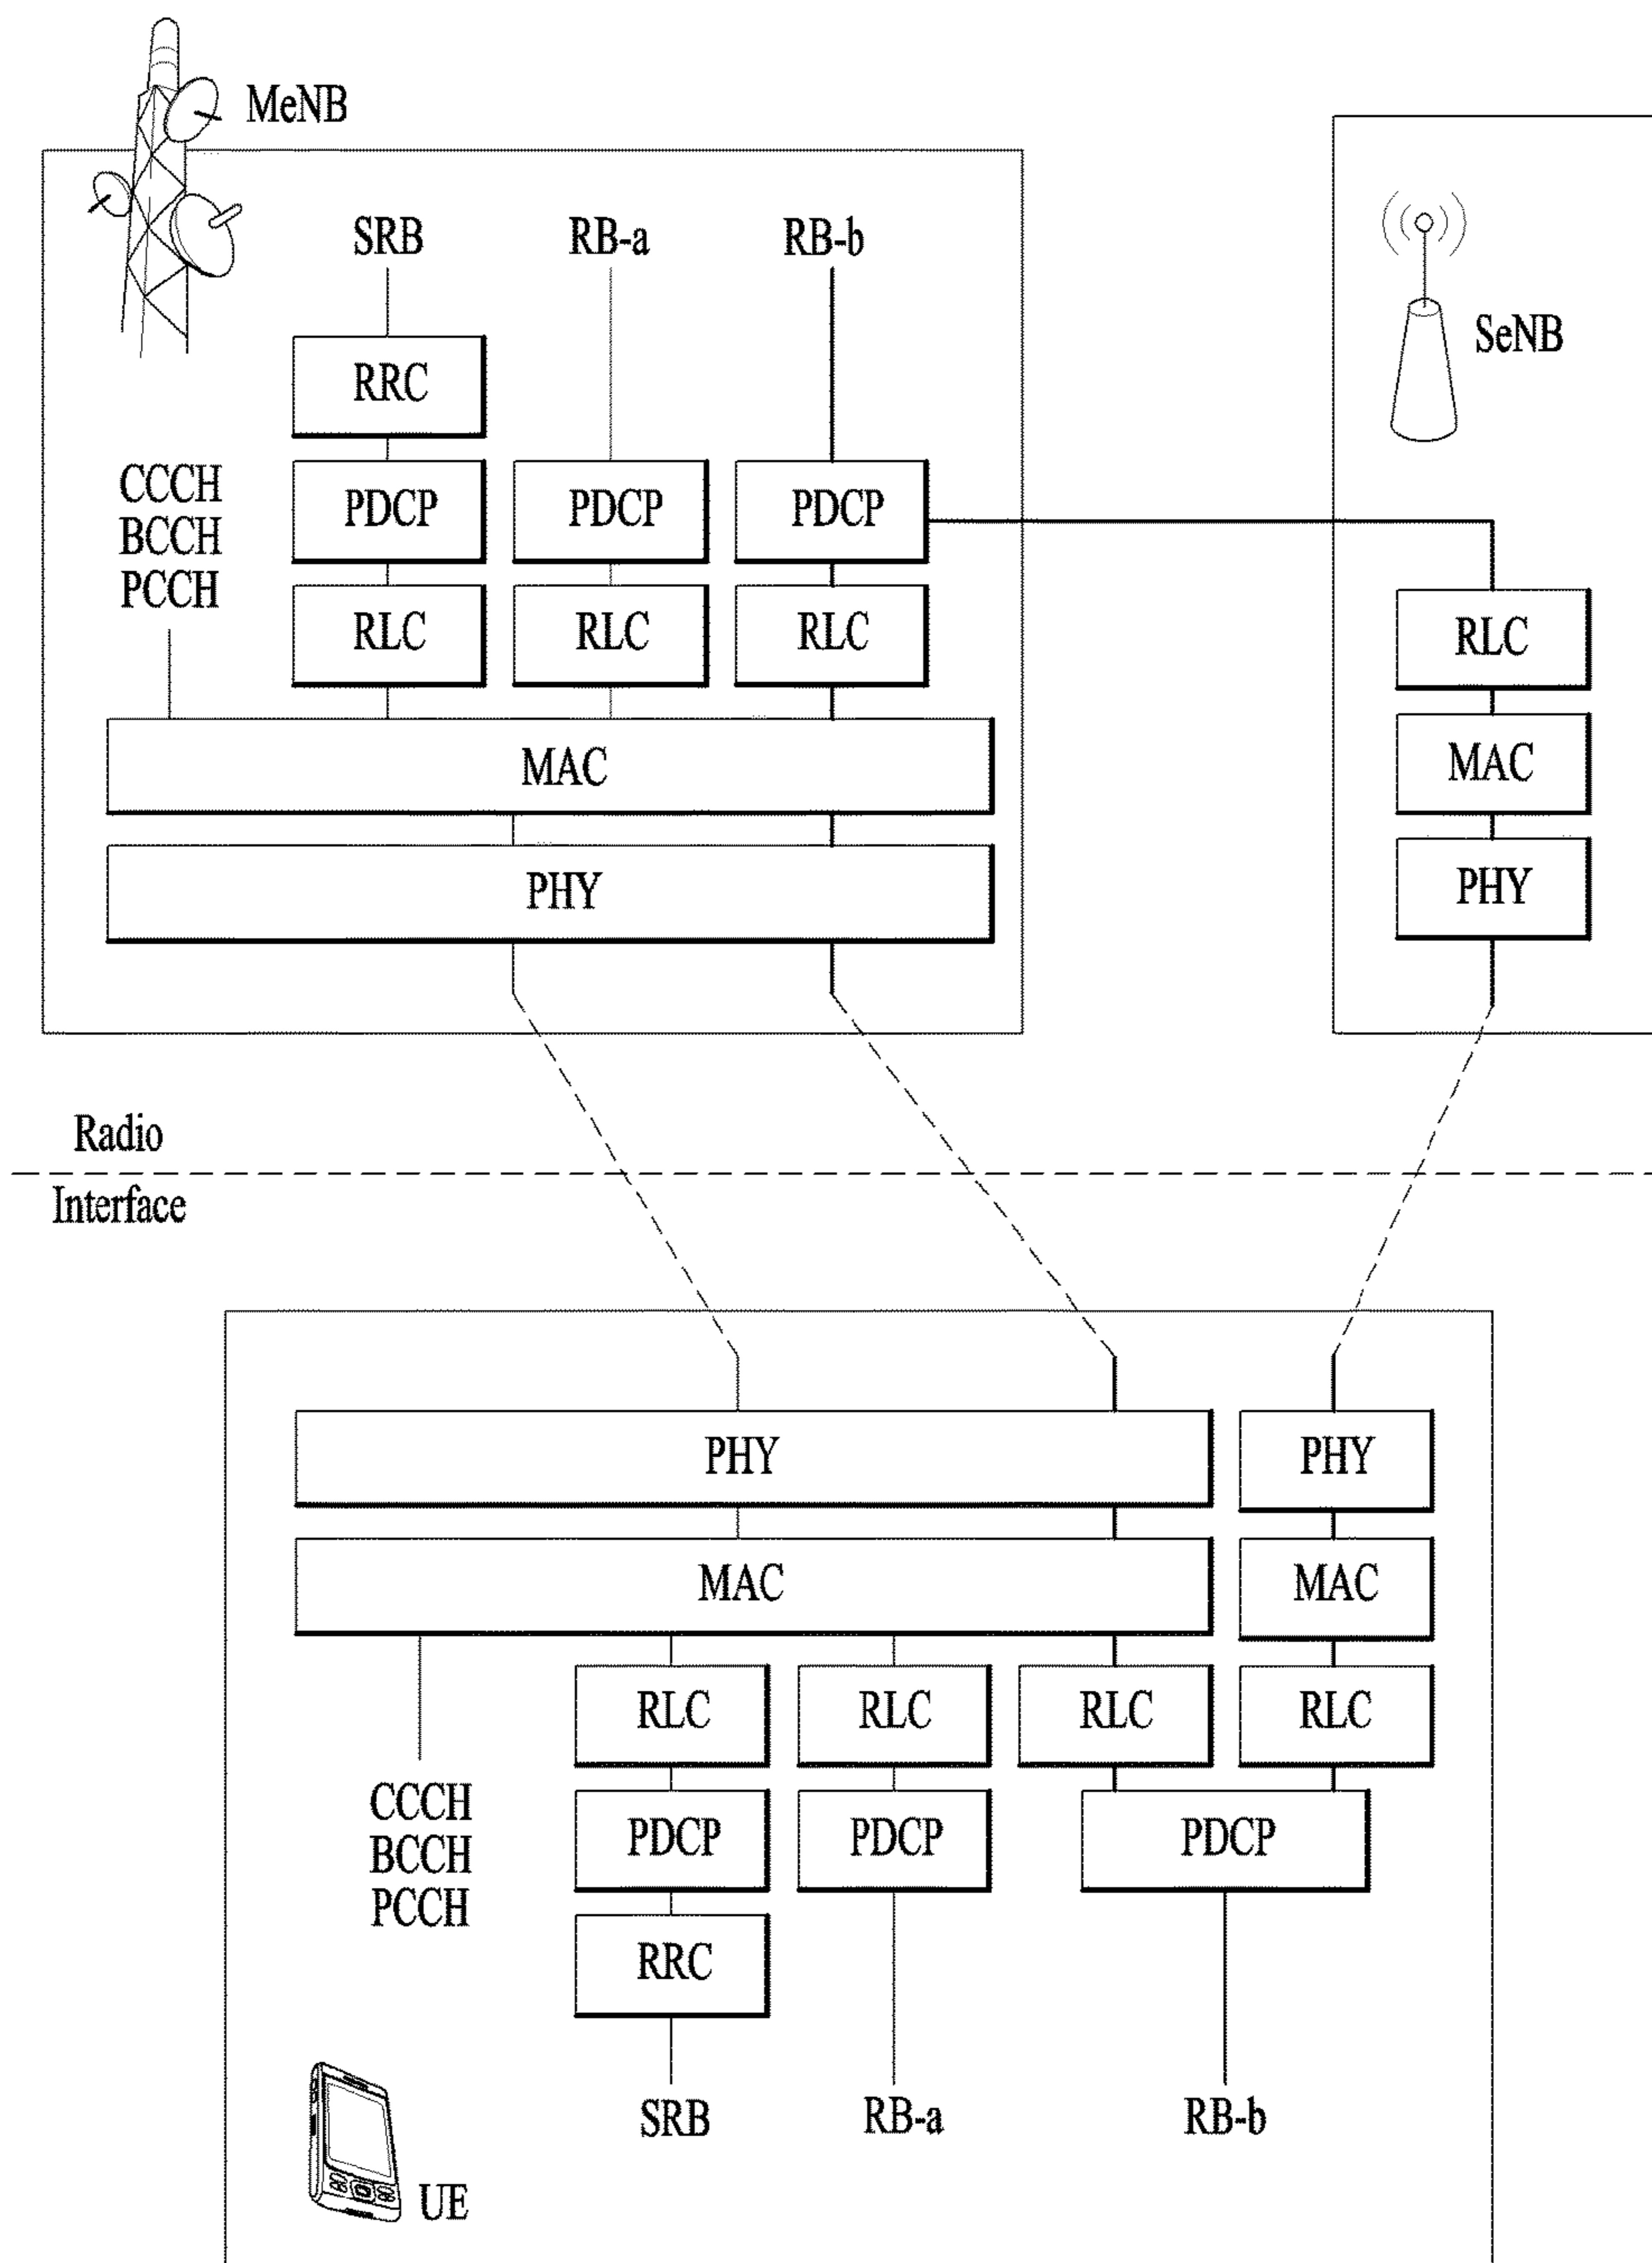 MeNB
SRB RB-a RB-b
SeNB
RRC
CCCH
BCCH
PCCH
PDCP PDCP PDCP
RLC RLC RLC RLC
MAC MAC
PHY PHY
Radio
Interface
PHY PHY
MAC MAC
RLC RLC RLC RLC
CCCH
BCCH
PCCH
PDCP PDCP PDCP
RRC
SRB RB-a RB-b
UE